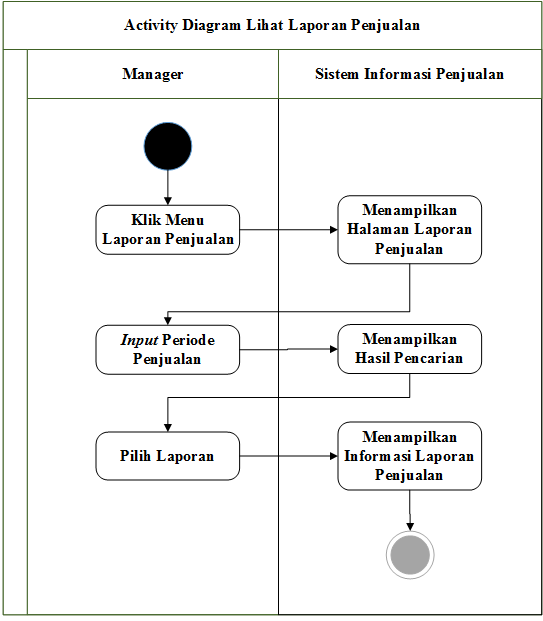 Activity Diagram Lihat Laporan Penjualan
Manager
Sistem Informasi Penjualan
Klik Menu
Laporan Penjualan
Menampilkan
Halaman Laporan
Penjualan
Input Periode
Penjualan
Menampilkan
Hasil Pencarian
Pilih Laporan
Menampilkan
Informasi Laporan
Penjualan